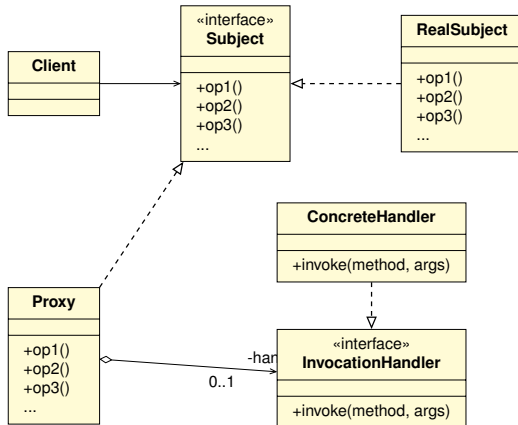 «interface»
Subject
+op1()
+op2()
+op3()
...
RealSubject
+op1()
+op2()
+op3()
...
Client
ConcreteHandler
+invoke(method, args)
Proxy
+op1()
+op2()
+op3()
...
0..1
«interface»
InvocationHandler
+invoke(method, args)